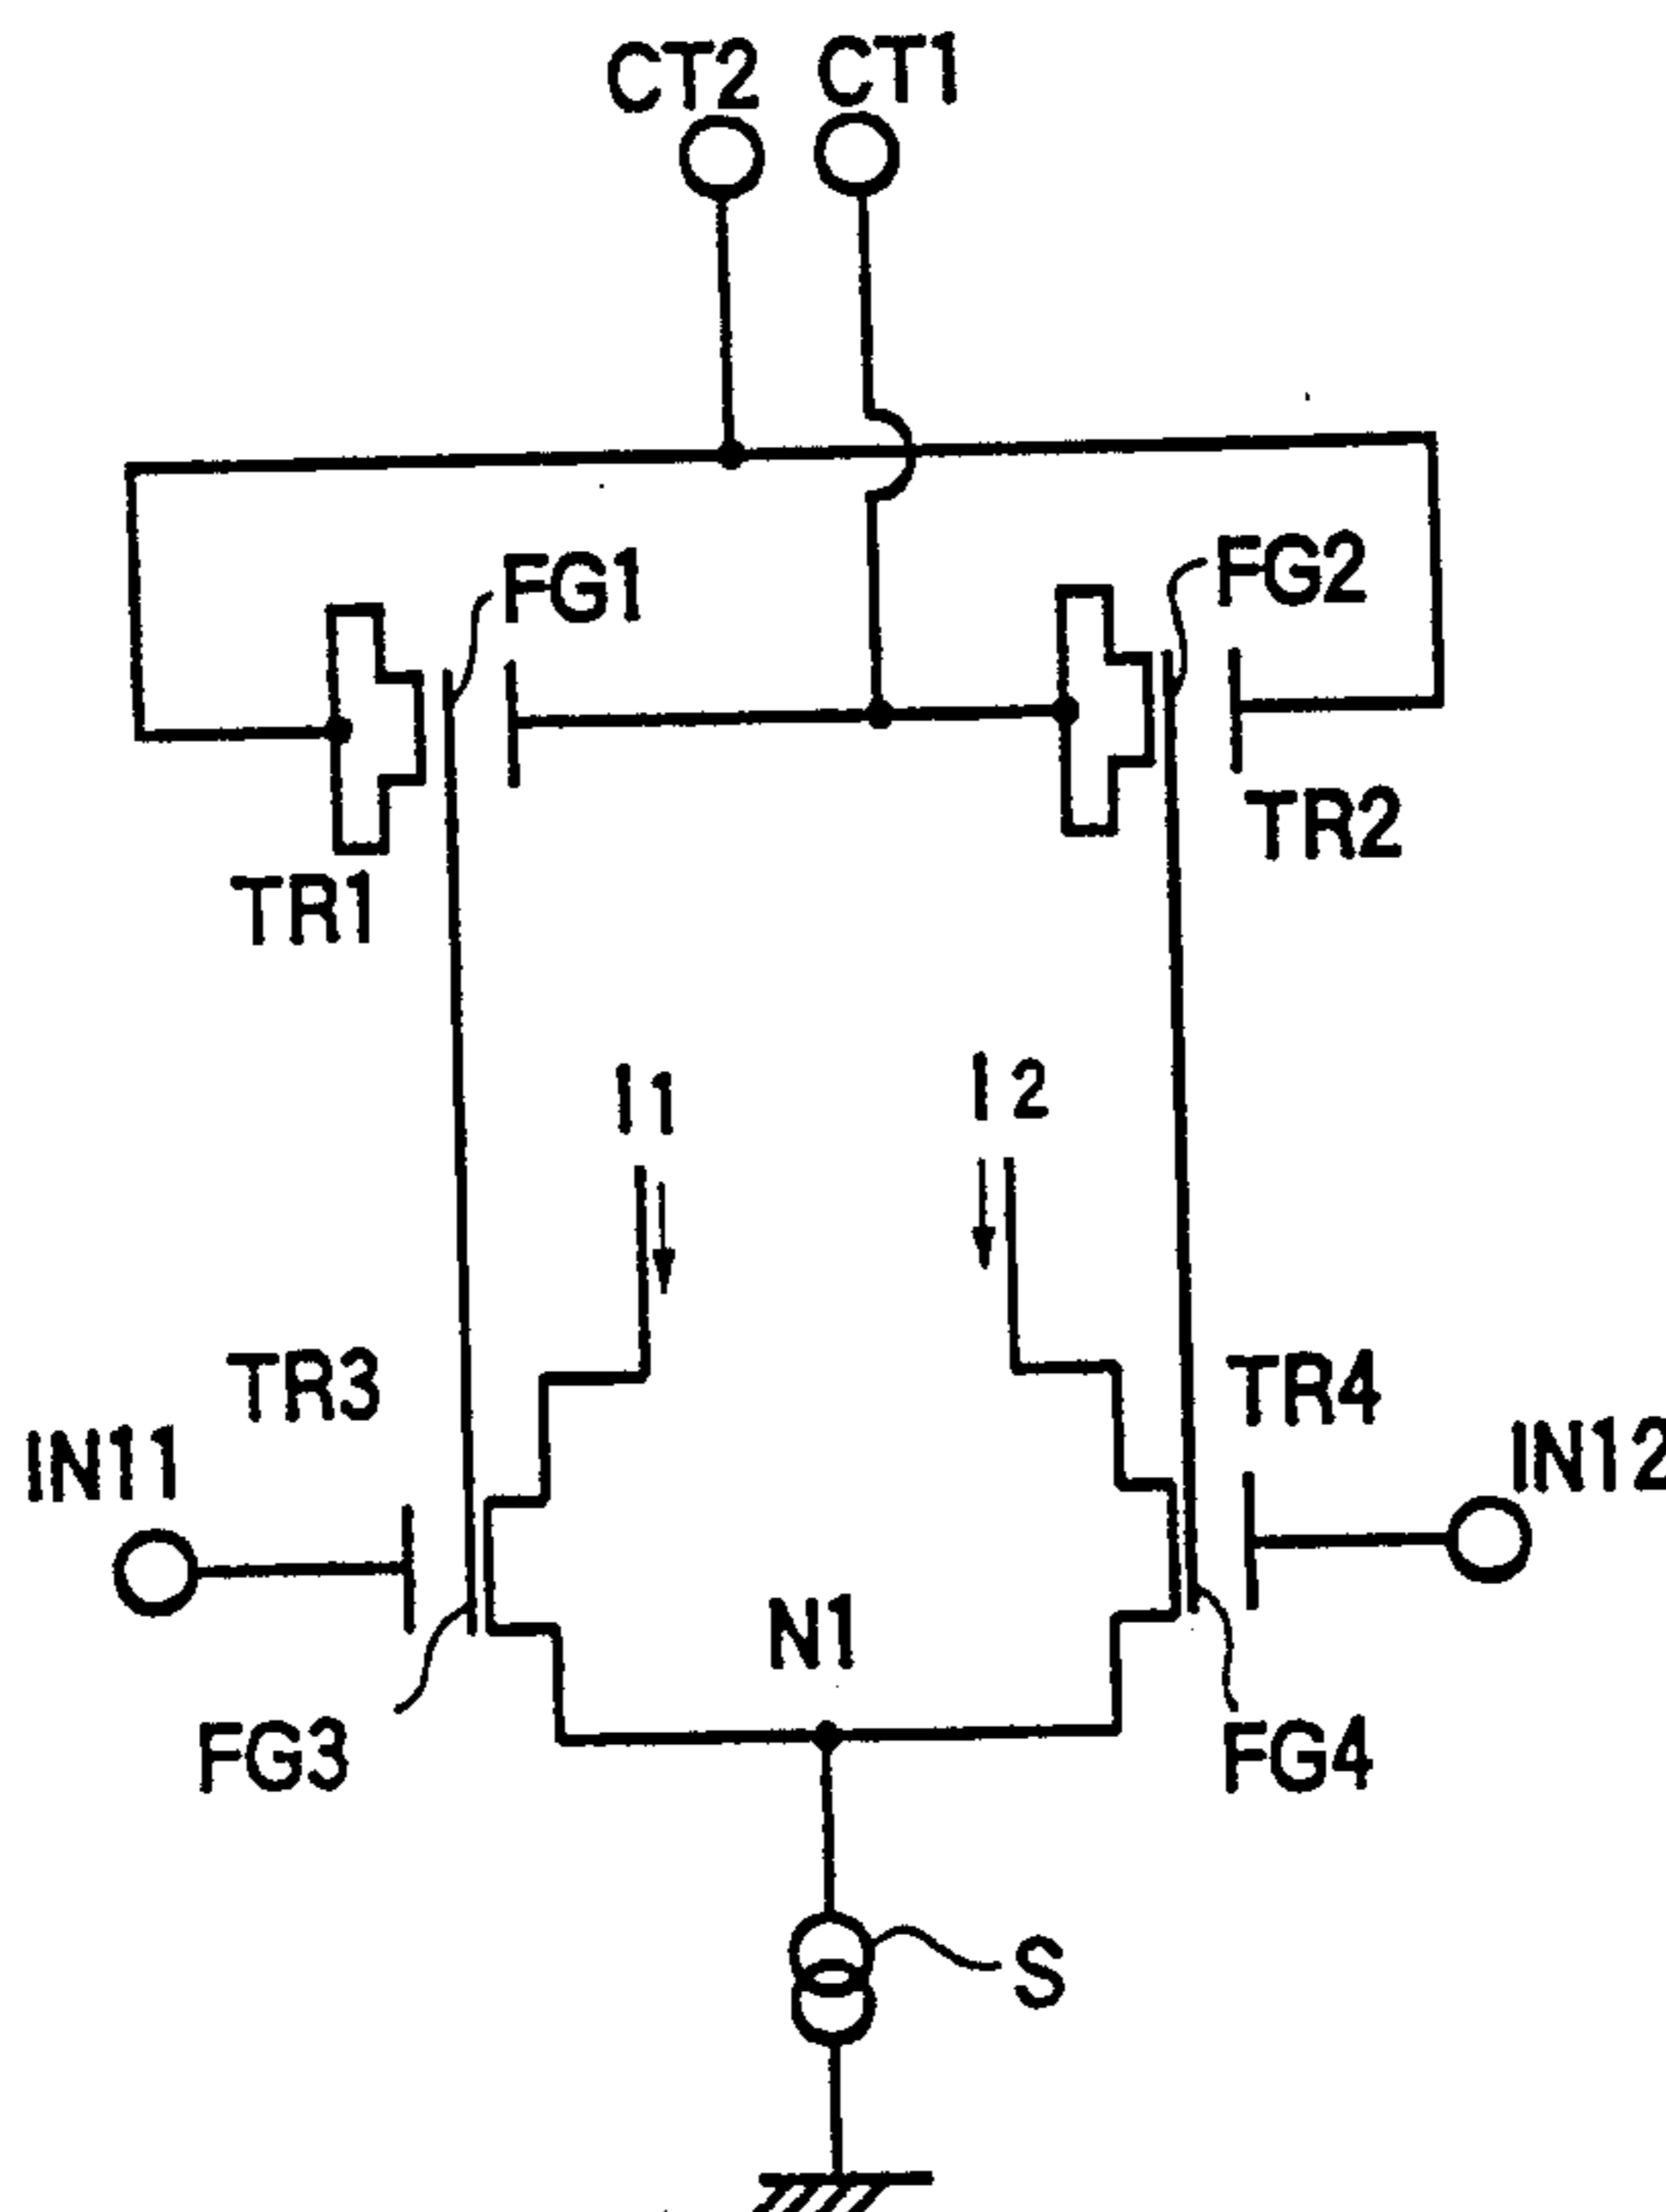 CT2 CT1
FG1 FG2
TR1 TR2
I1 I2
TR3 TR4
IN11 IN12
N1
FG3 FG4
S